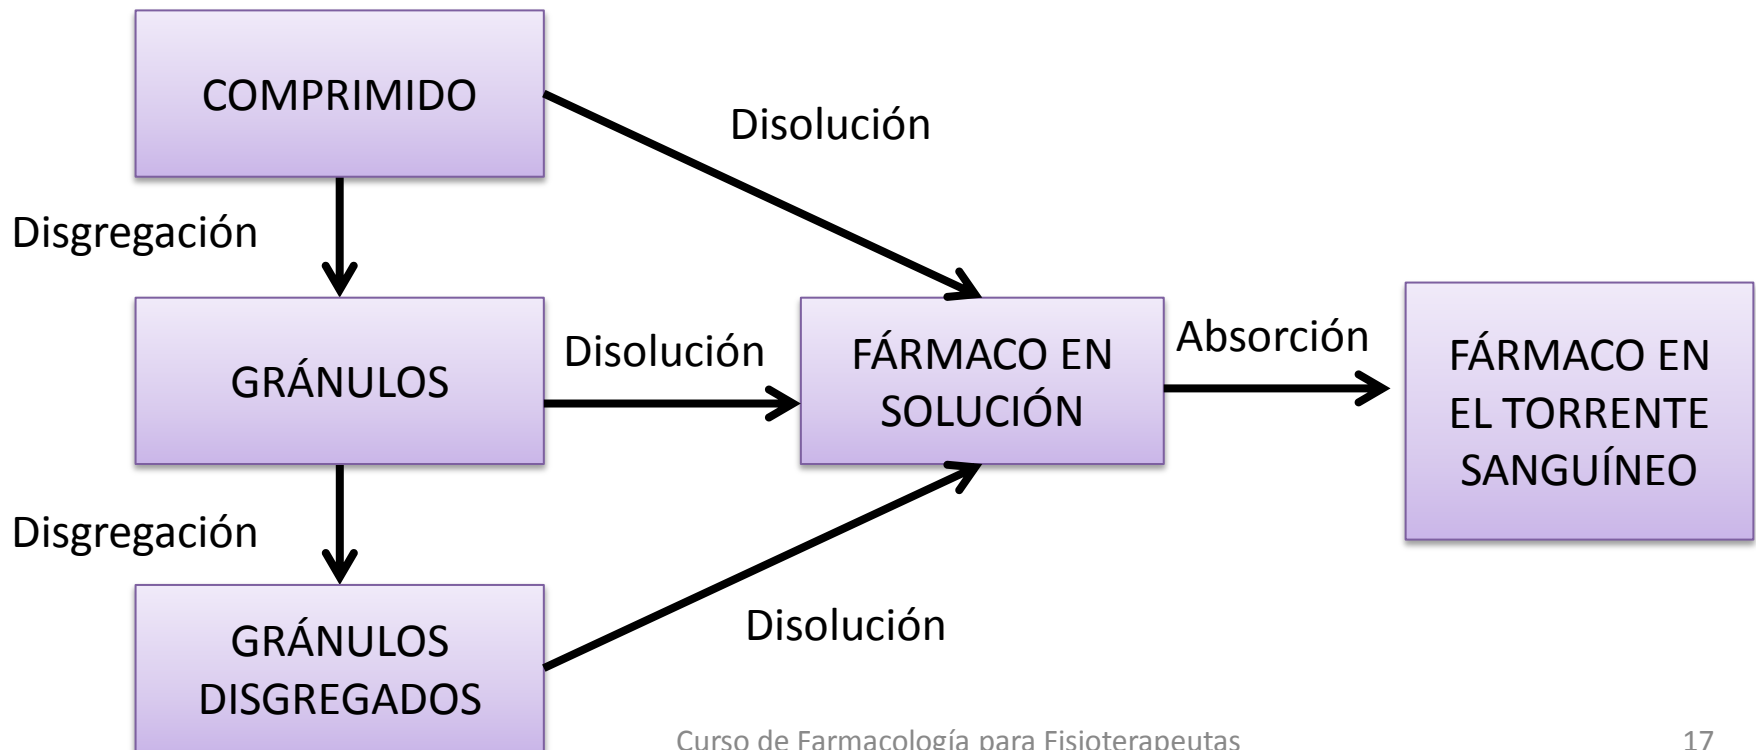 COMPRIMIDO
Disolución
Disgregación
GRÁNULOS
Disolución
FÁRMACO EN
SOLUCIÓN
Absorción
FÁRMACO EN
EL TORRENTE
SANGUÍNEO
Disgregación
GRÁNULOS
DISGREGADOS
Disolución
Curso de Farmacología para Fisioterapeutas
17